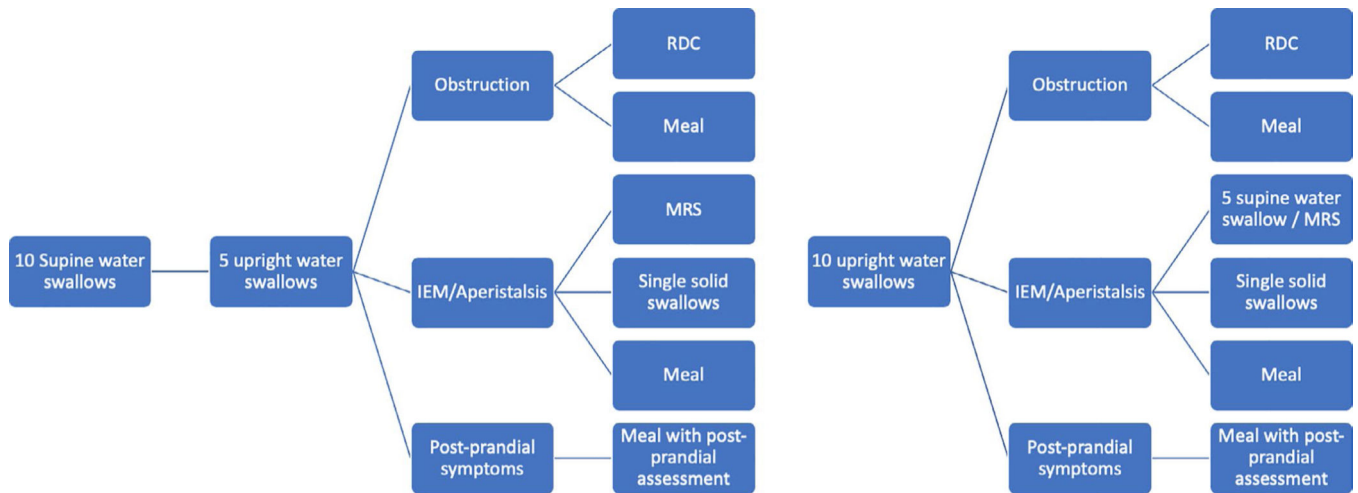 10 Supine water
swallows
5 upright water
swallows
Obstruction
RDC
Meal
IEM/Aperistalsis
MRS
Single solid
swallows
Meal
Post-prandial
symptoms
Meal with post-
prandial
assessment
10 upright water
swallows
Obstruction
RDC
Meal
IEM/Aperistalsis
5 supine water
swallow / MRS
Single solid
swallows
Meal
Post-prandial
symptoms
Meal with post-
prandial
assessment